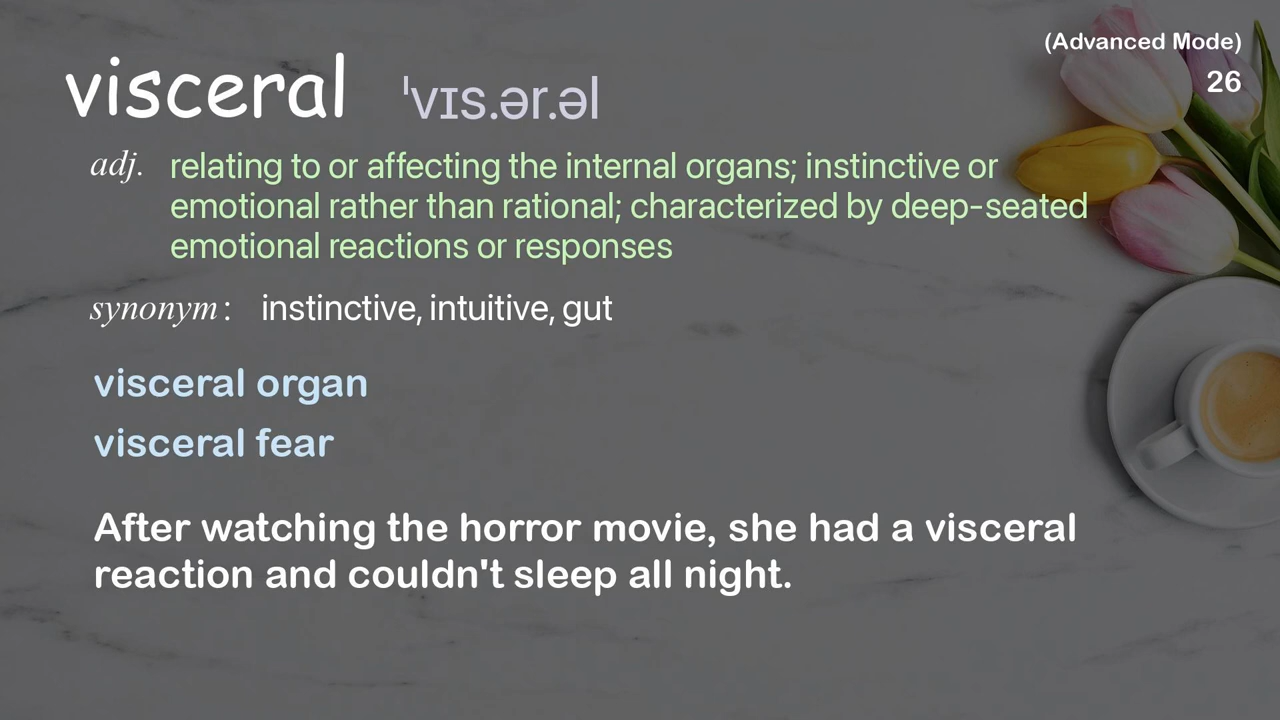 (Advanced Mode)
26
visceral ˈvɪs.ər.əl
adj. relating to or affecting the internal organs; instinctive or
emotional rather than rational; characterized by deep-seated
emotional reactions or responses
synonym: instinctive, intuitive, gut
visceral organ
visceral fear
After watching the horror movie, she had a visceral
reaction and couldn't sleep all night.